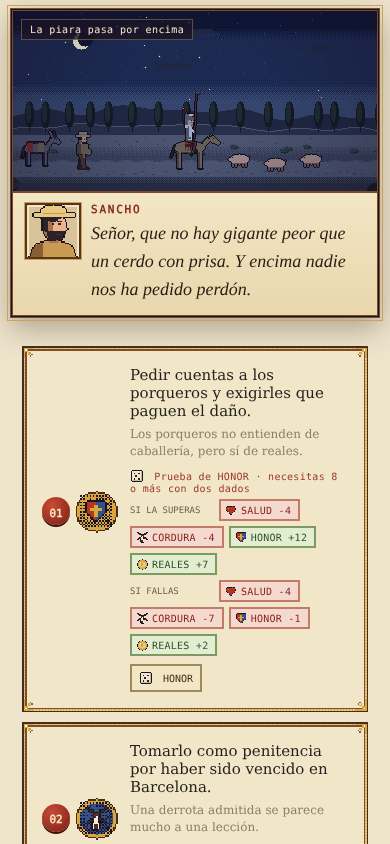 La piara pasa por encima
SANCHO
Señor, que no hay gigante peor que
un cerdo con prisa. Y encima nadie
nos ha pedido perdón.
Pedir cuentas a los
porqueros y exigirles que
paguen el daño.
Los porqueros no entienden de
caballería, pero sí de reales.
Prueba de HONOR · necesitas 8
o más con dos dados
01
SI LA SUPERAS
SALUD -4
CORDURA -4
HONOR +12
REALES +7
SI FALLAS
SALUD -4
CORDURA -7
HONOR -1
REALES +2
HONOR
Tomarlo como penitencia
por haber sido vencido en
Barcelona.
02
Una derrota admitida se parece
mucho a una lección.